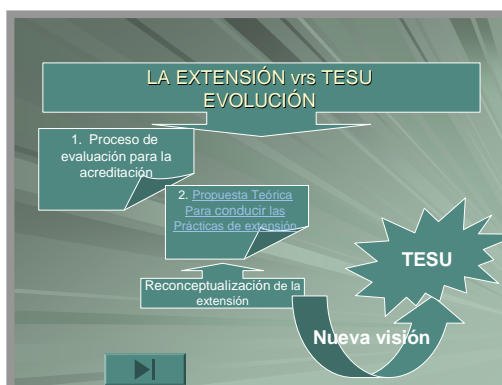 LA EXTENSIÓN vrs TESU
EVOLUCIÓN
1. Proceso de
evaluación para la
acreditación
2. Propuesta Teórica
Para conducir las
Prácticas de extensión
Reconceptualización de la
extensión
TESU
Nueva visión